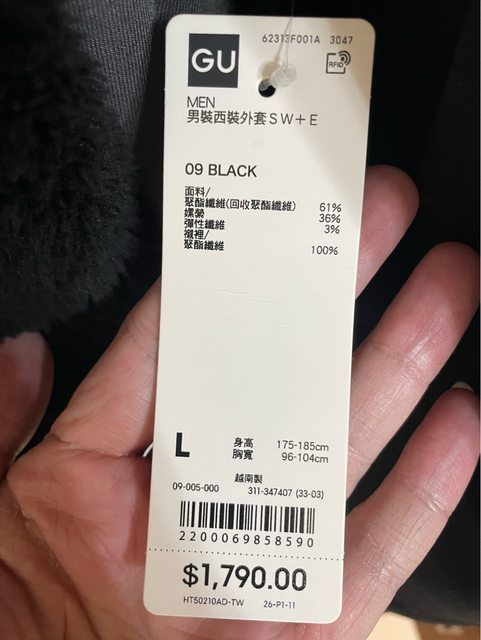 62313F001A 3047
GU
RFID
MEN
男裝西裝外套ＳＷ＋Ｅ
09 BLACK
面料/
聚酯纖維(回收聚酯纖維) 61%
嫘縈 36%
彈性纖維 3%
襯裡/
聚酯纖維 100%
L 身高 175-185cm
胸寬 96-104cm
越南製
09-005-000 311-347407 (33-03)
2200069858590
$1,790.00
HT50210AD-TW 26-P1-11